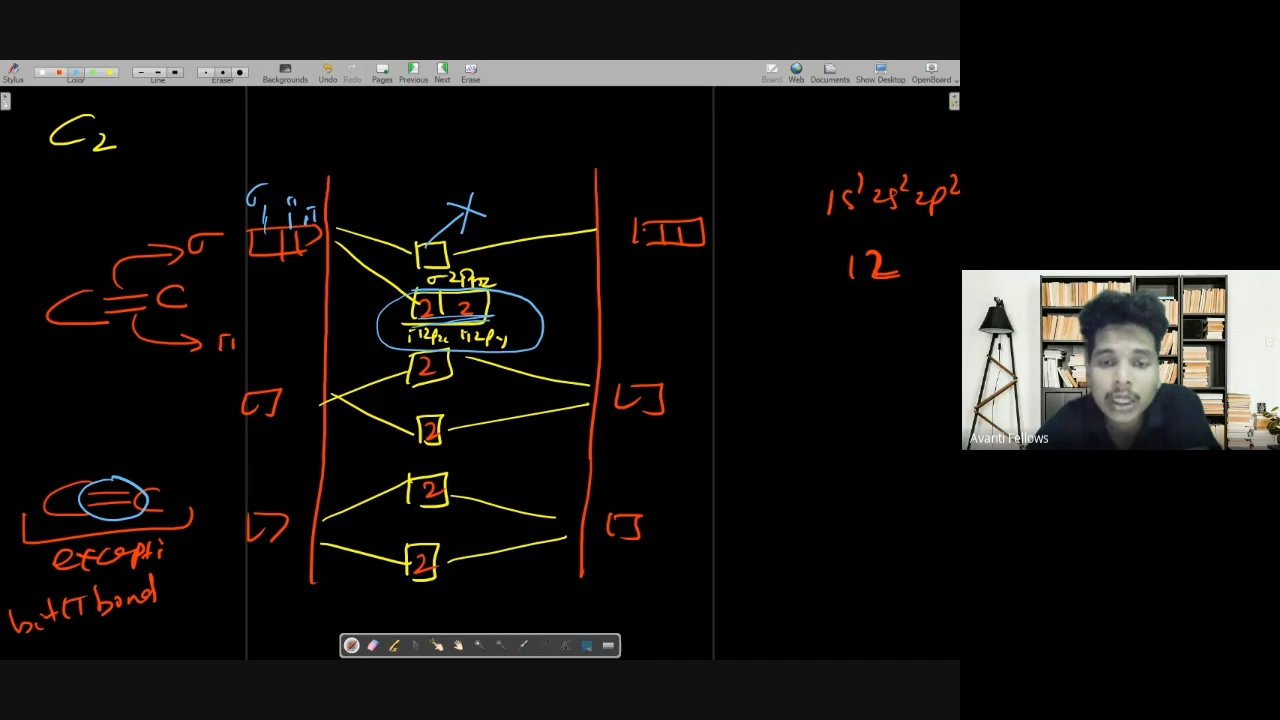 Stylus
Color
Line
Eraser
Backgrounds
Undo
Redo
Pages
Previous
Next
Erase
Board
Web
Documents
Show Desktop
OpenBoard
C2
σ
π
π
σ2pz
2 2
π2px π2py
2
2
2
2
C=C
σ
π
C=C
excepti
both π bond
1s² 2s² 2p²
12
Avanti Fellows